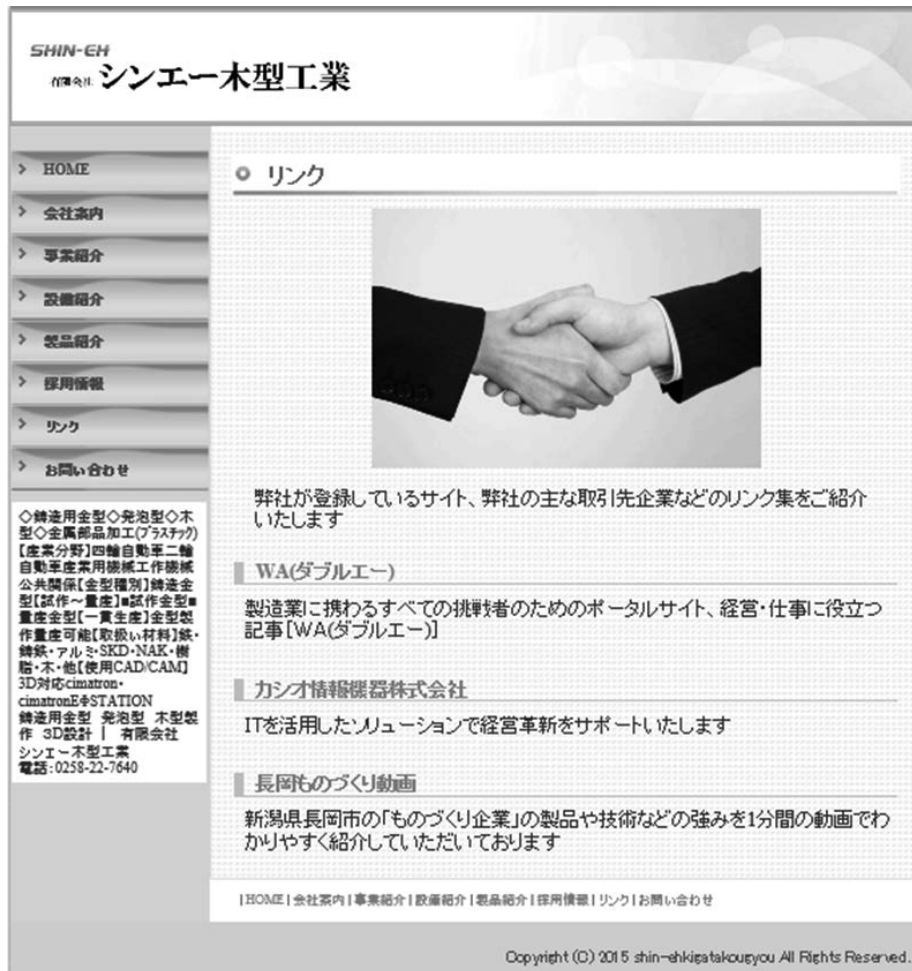 SHIN-EH
有限会社 シンエー木型工業
HOME
会社案内
事業紹介
設備紹介
製品紹介
採用情報
リンク
お問い合わせ
◇鋳造用金型◇発泡型◇木
型◇金属部品加工(プラスチック)
【産業分野】四輪自動車二輪
自動車産業用機械工作機械
公共関係【金型種別】鋳造金
型【試作～量産】■試作金型■
量産金型【一貫生産】金型製
作量産可能【取扱い材料】鉄・
鋳鉄・アルミ・SKD・NAK・樹
脂・木・他【使用CAD/CAM】
3D対応cimatron・
cimatronEΦSTATION
鋳造用金型 発泡型 木型製
作 3D設計 | 有限会社
シンエー木型工業
電話:0258-22-7640
リンク
弊社が登録しているサイト、弊社の主な取引先企業などのリンク集をご紹介
いたします
WA(ダブルエー)
製造業に携わるすべての挑戦者のためのポータルサイト、経営・仕事に役立つ
記事[WA(ダブルエー)]
カシオ情報機器株式会社
ITを活用したソリューションで経営革新をサポートいたします
長岡ものづくり動画
新潟県長岡市の「ものづくり企業」の製品や技術などの強みを1分間の動画でわ
かりやすく紹介していただいております
|HOME|会社案内|事業紹介|設備紹介|製品紹介|採用情報|リンク|お問い合わせ
Copyright (C) 2015 shin-ehkigatakougyou All Rights Reserved.